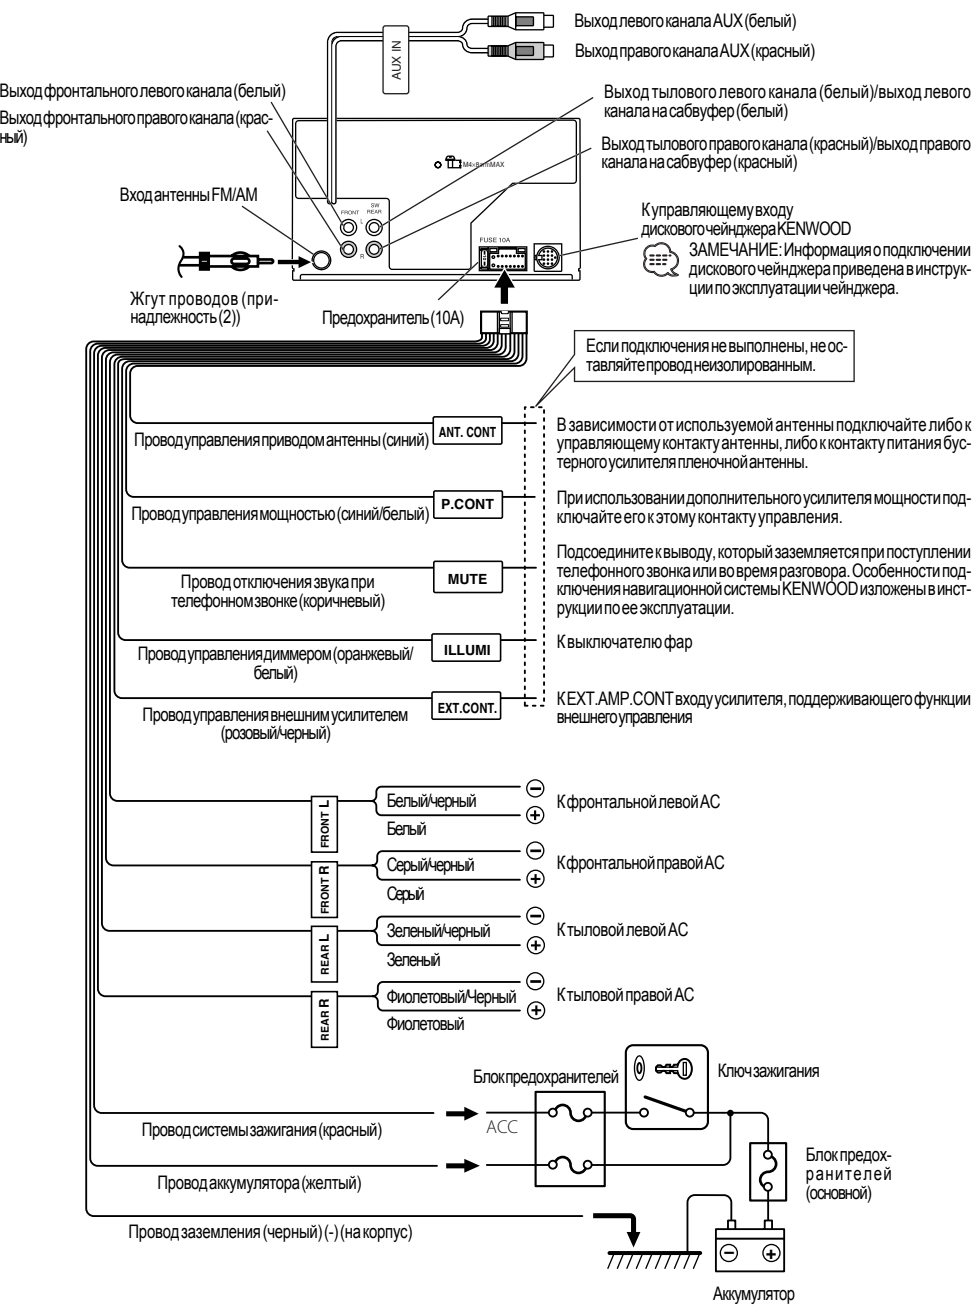 Выход левого канала AUX (белый)
Выход правого канала AUX (красный)
AUX IN
Выход фронтального левого канала (белый)
Выход фронтального правого канала (крас-
ный)
Выход тылового левого канала (белый)/выход левого
канала на сабвуфер (белый)
Выход тылового правого канала (красный)/выход правого
канала на сабвуфер (красный)
M4×8mmMAX
Вход антенны FM/AM
FRONT
SW
REAR
L
R
FUSE 10A
К управляющему входу
дискового чейнджера KENWOOD
ЗАМЕЧАНИЕ: Информация о подключении
дискового чейнджера приведена в инструк-
ции по эксплуатации чейнджера.
Жгут проводов (при-
надлежность (2))
Предохранитель (10А)
Если подключения не выполнены, не ос-
тавляйте провод неизолированным.
Провод управления приводом антенны (синий)
ANT. CONT
В зависимости от используемой антенны подключайте либо к
управляющему контакту антенны, либо к контакту питания бус-
терного усилителя пленочной антенны.
Провод управления мощностью (синий/белый)
P.CONT
При использовании дополнительного усилителя мощности под-
ключайте его к этому контакту управления.
Провод отключения звука при
телефонном звонке (коричневый)
MUTE
Подсоедините к выводу, который заземляется при поступлении
телефонного звонка или во время разговора. Особенности под-
ключения навигационной системы KENWOOD изложены в инст-
рукции по ее эксплуатации.
Провод управления диммером (оранжевый/
белый)
ILLUMI
К выключателю фар
Провод управления внешним усилителем
(розовый/черный)
EXT.CONT.
К EXT.AMP.CONT входу усилителя, поддерживающего функции
внешнего управления
FRONT L
Белый/черный
Белый
К фронтальной левой АС
FRONT R
Серый/черный
Серый
К фронтальной правой АС
REAR L
Зеленый/черный
Зеленый
К тыловой левой АС
REAR R
Фиолетовый/Черный
Фиолетовый
К тыловой правой АС
Блок предохранителей
Ключ зажигания
Провод системы зажигания (красный)
ACC
Провод аккумулятора (желтый)
Блок предох-
ранителей
(основной)
Провод заземления (черный) (-) (на корпус)
Аккумулятор